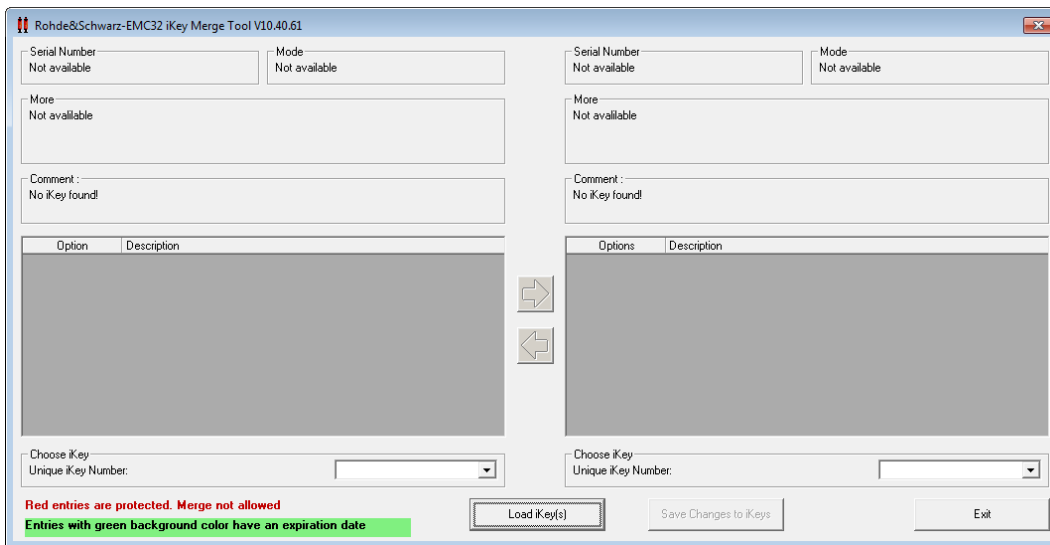 Rohde&Schwarz-EMC32 iKey Merge Tool V10.40.61
Serial Number
Not available
Mode
Not available
More
Not avalilable
Comment :
No iKey found!
Option Description
Choose iKey
Unique iKey Number:
Serial Number
Not available
Mode
Not available
More
Not avalilable
Comment :
No iKey found!
Options Description
Choose iKey
Unique iKey Number:
Red entries are protected. Merge not allowed
Entries with green background color have an expiration date
Load iKey(s)
Save Changes to iKeys
Exit